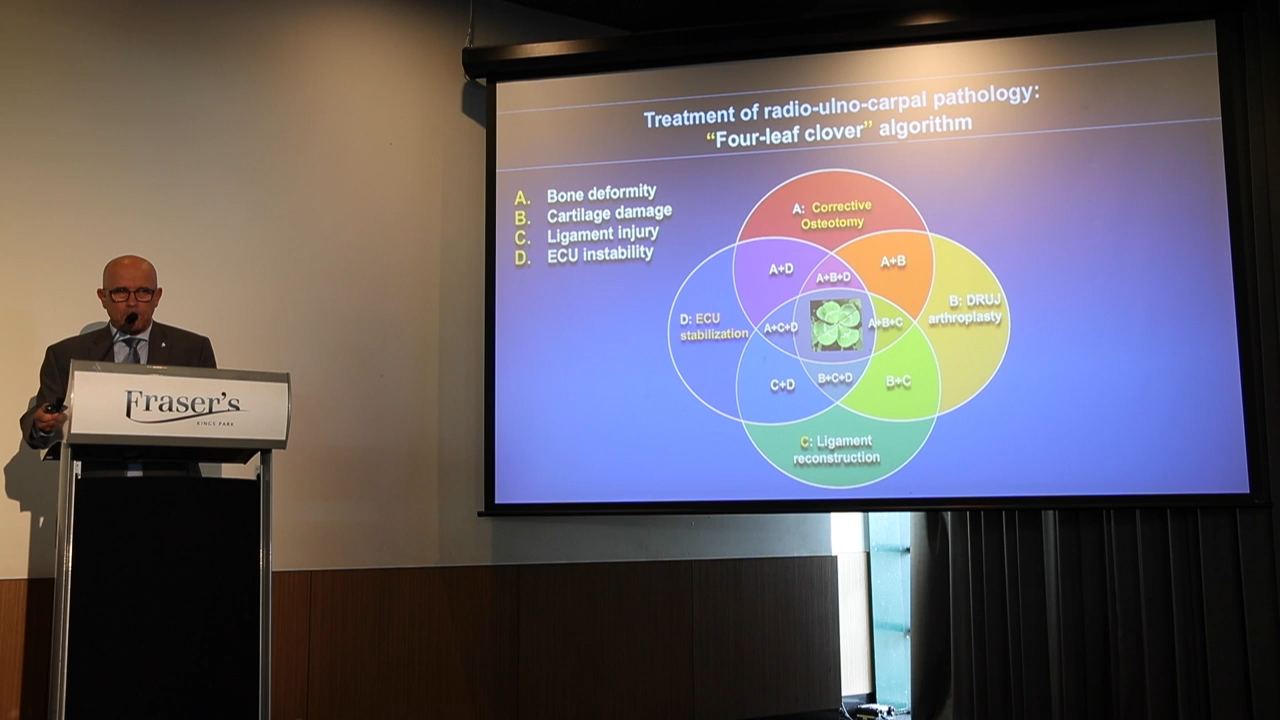 Treatment of radio-ulno-carpal pathology:
“Four-leaf clover” algorithm
A. Bone deformity
B. Cartilage damage
C. Ligament injury
D. ECU instability
A: Corrective
Osteotomy
A+D
A+B+D
A+B
D: ECU
stabilization
A+C+D
A+B+C
B: DRUJ
arthroplasty
C+D
B+C+D
B+C
C: Ligament
reconstruction
Fraser's
KINGS PARK